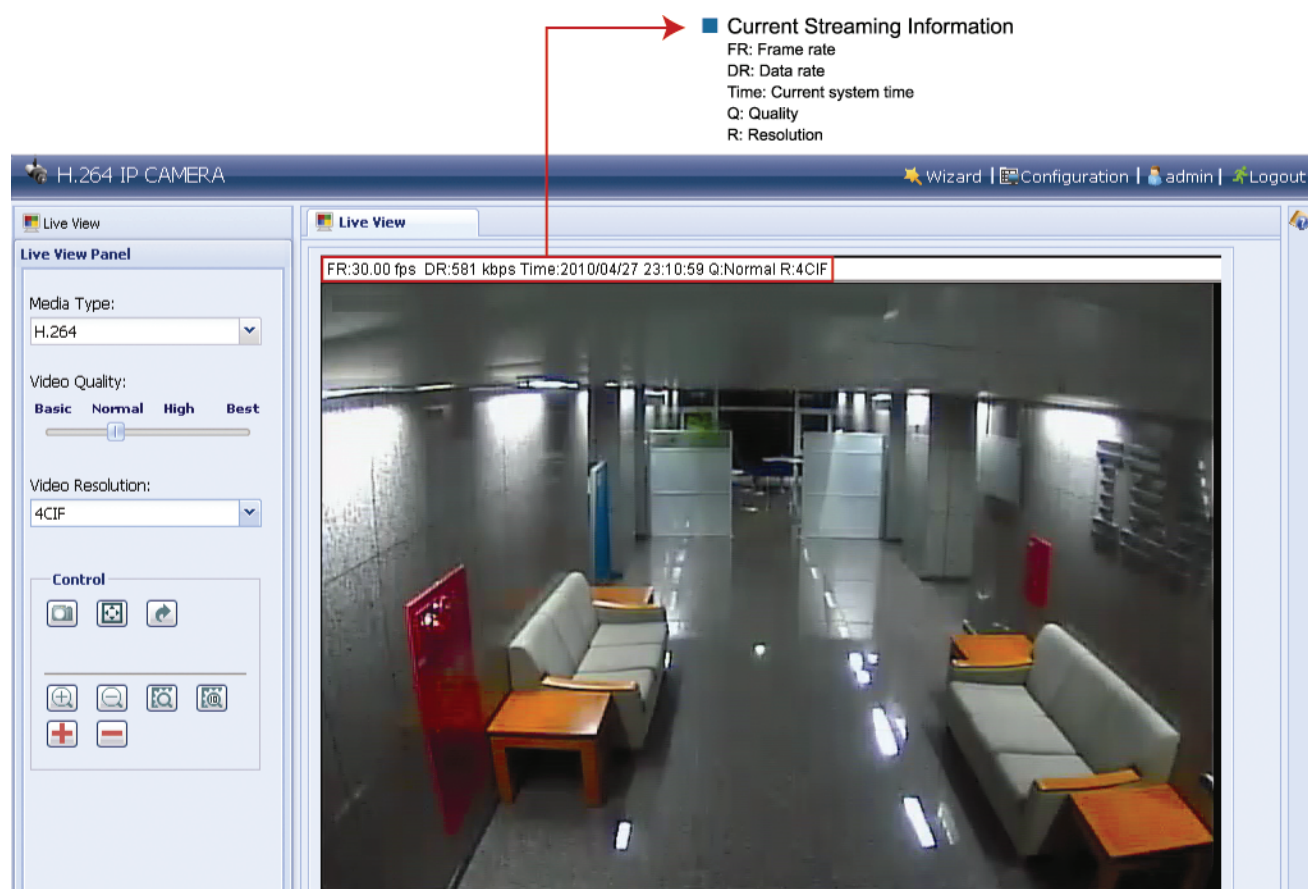 Current Streaming Information
FR: Frame rate
DR: Data rate
Time: Current system time
Q: Quality
R: Resolution
H.264 IP CAMERA
Wizard | Configuration | admin | Logout
Live View
Live View
Live View Panel
FR:30.00 fps DR:581 kbps Time:2010/04/27 23:10:59 Q:Normal R:4CIF
Media Type:
H.264
Video Quality:
Basic Normal High Best
Video Resolution:
4CIF
Control